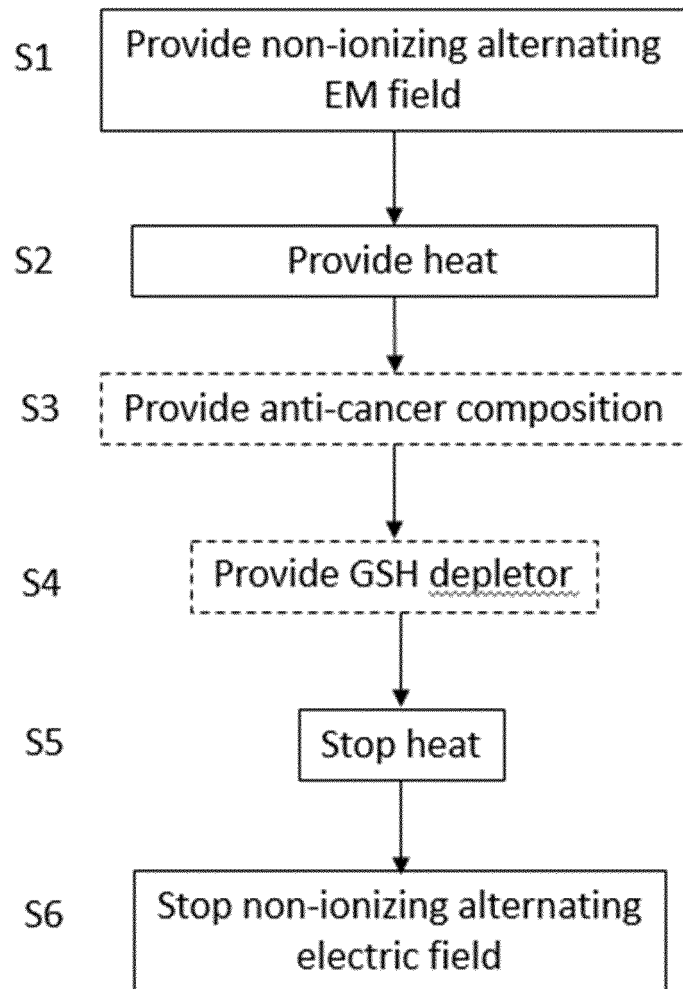 S1
Provide non-ionizing alternating
EM field
S2
Provide heat
S3
Provide anti-cancer composition
S4
Provide GSH depletor
S5
Stop heat
S6
Stop non-ionizing alternating
electric field